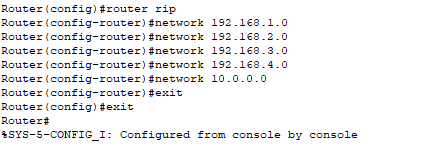 Router(config)#router rip
Router(config-router)#network 192.168.1.0
Router(config-router)#network 192.168.2.0
Router(config-router)#network 192.168.3.0
Router(config-router)#network 192.168.4.0
Router(config-router)#network 10.0.0.0
Router(config-router)#exit
Router(config)#exit
Router#
%SYS-5-CONFIG_I: Configured from console by console